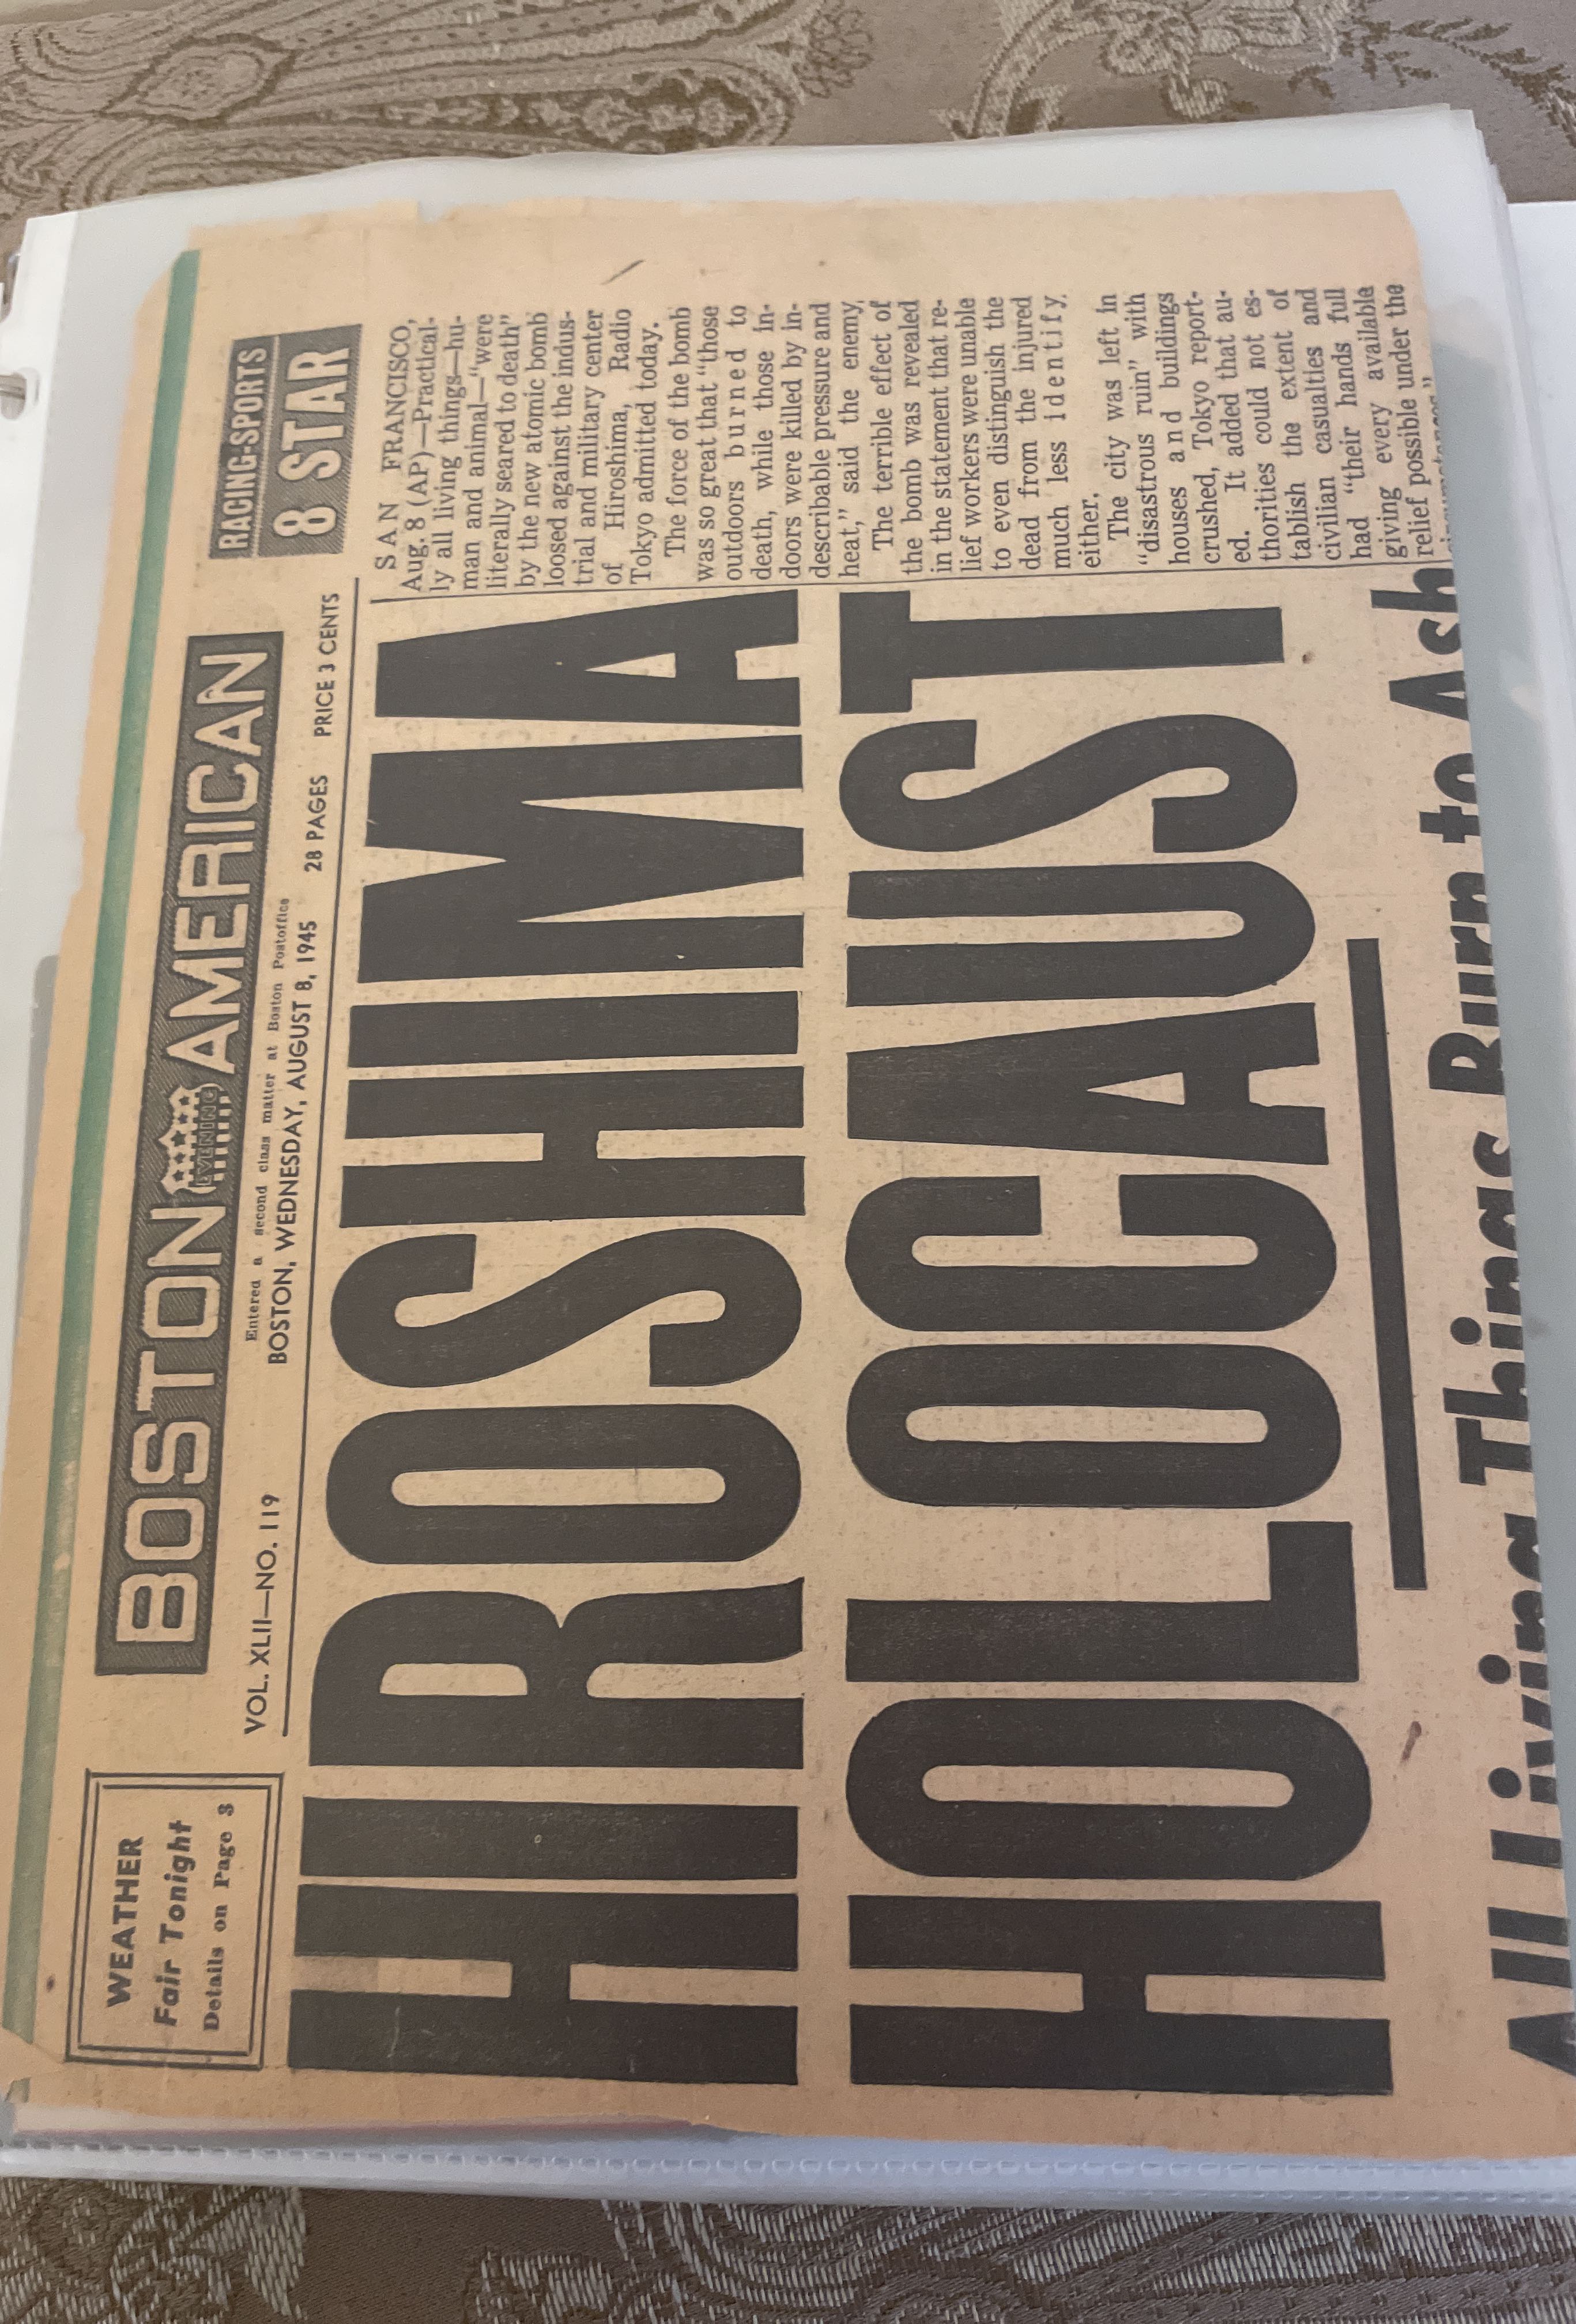 WEATHER
Fair Tonight
Details on Page 3
BOSTON EVENING AMERICAN
RACING-SPORTS
8 STAR
Entered a second class matter at Boston Postoffice
VOL. XLII—NO. 119 BOSTON, WEDNESDAY, AUGUST 8, 1945 28 PAGES PRICE 3 CENTS
HIROSHIMA
HOLOCAUST
All Living Things Burn to Ash
SAN FRANCISCO,
Aug. 8 (AP)—Practical-
ly all living things—hu-
man and animal—"were
literally seared to death"
by the new atomic bomb
loosed against the indus-
trial and military center
of Hiroshima, Radio
Tokyo admitted today.
The force of the bomb
was so great that "those
outdoors burned to
death, while those in-
doors were killed by in-
describable pressure and
heat," said the enemy.
The terrible effect of
the bomb was revealed
in the statement that re-
lief workers were unable
to even distinguish the
dead from the injured
much less identify
either.
The city was left in
"disastrous ruin" with
houses and buildings
crushed, Tokyo report-
ed. It added that au-
thorities could not es-
tablish the extent of
civilian casualties and
had "their hands full
giving every available
relief possible under the